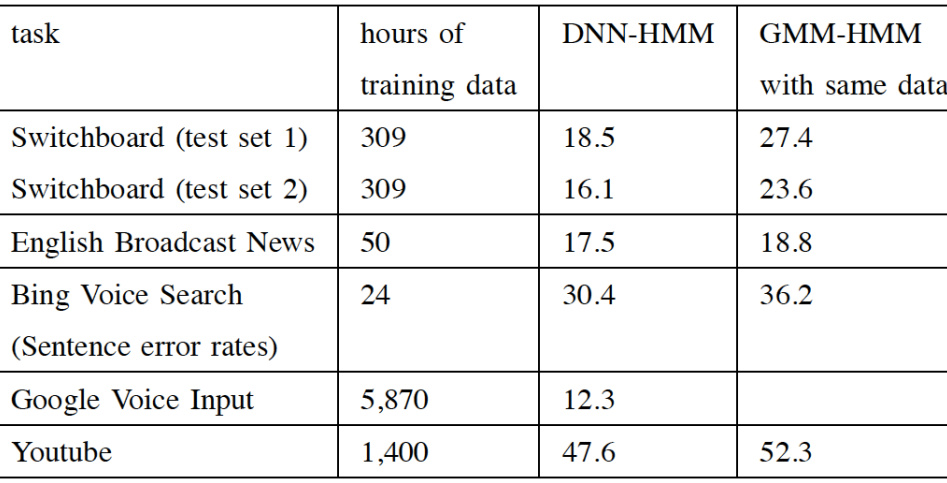 task hours of DNN-HMM GMM-HMM
training data with same data
Switchboard (test set 1) 309 18.5 27.4
Switchboard (test set 2) 309 16.1 23.6
English Broadcast News 50 17.5 18.8
Bing Voice Search 24 30.4 36.2
(Sentence error rates)
Google Voice Input 5,870 12.3
Youtube 1,400 47.6 52.3